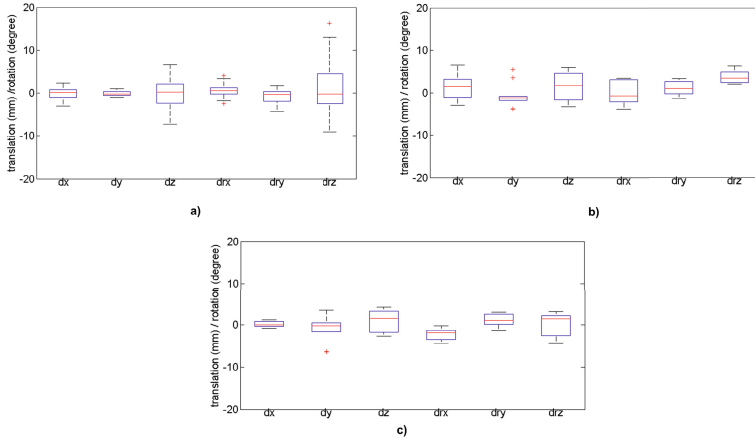 translation (mm) /rotation (degree)
20
10
0
-10
-20
dx dy dz drx dry drz
a)
translation (mm) / rotation (degree)
20
10
0
-10
-20
dx dy dz drx dry drz
b)
translation (mm) / rotation (degree)
20
10
0
-10
-20
dx dy dz drx dry drz
c)